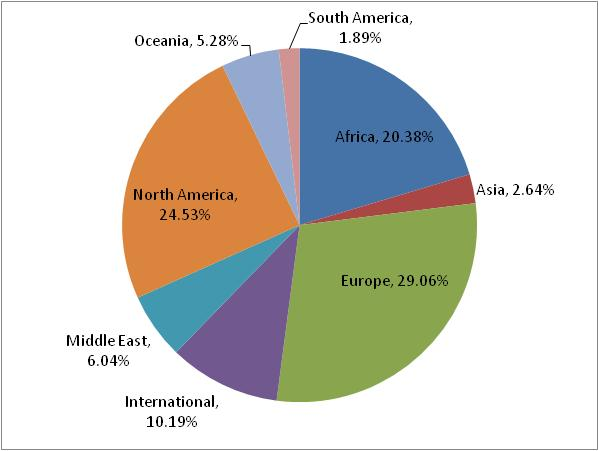 South America,
1.89%
Oceania, 5.28%
Africa, 20.38%
Asia, 2.64%
North America,
24.53%
Europe, 29.06%
Middle East,
6.04%
International,
10.19%